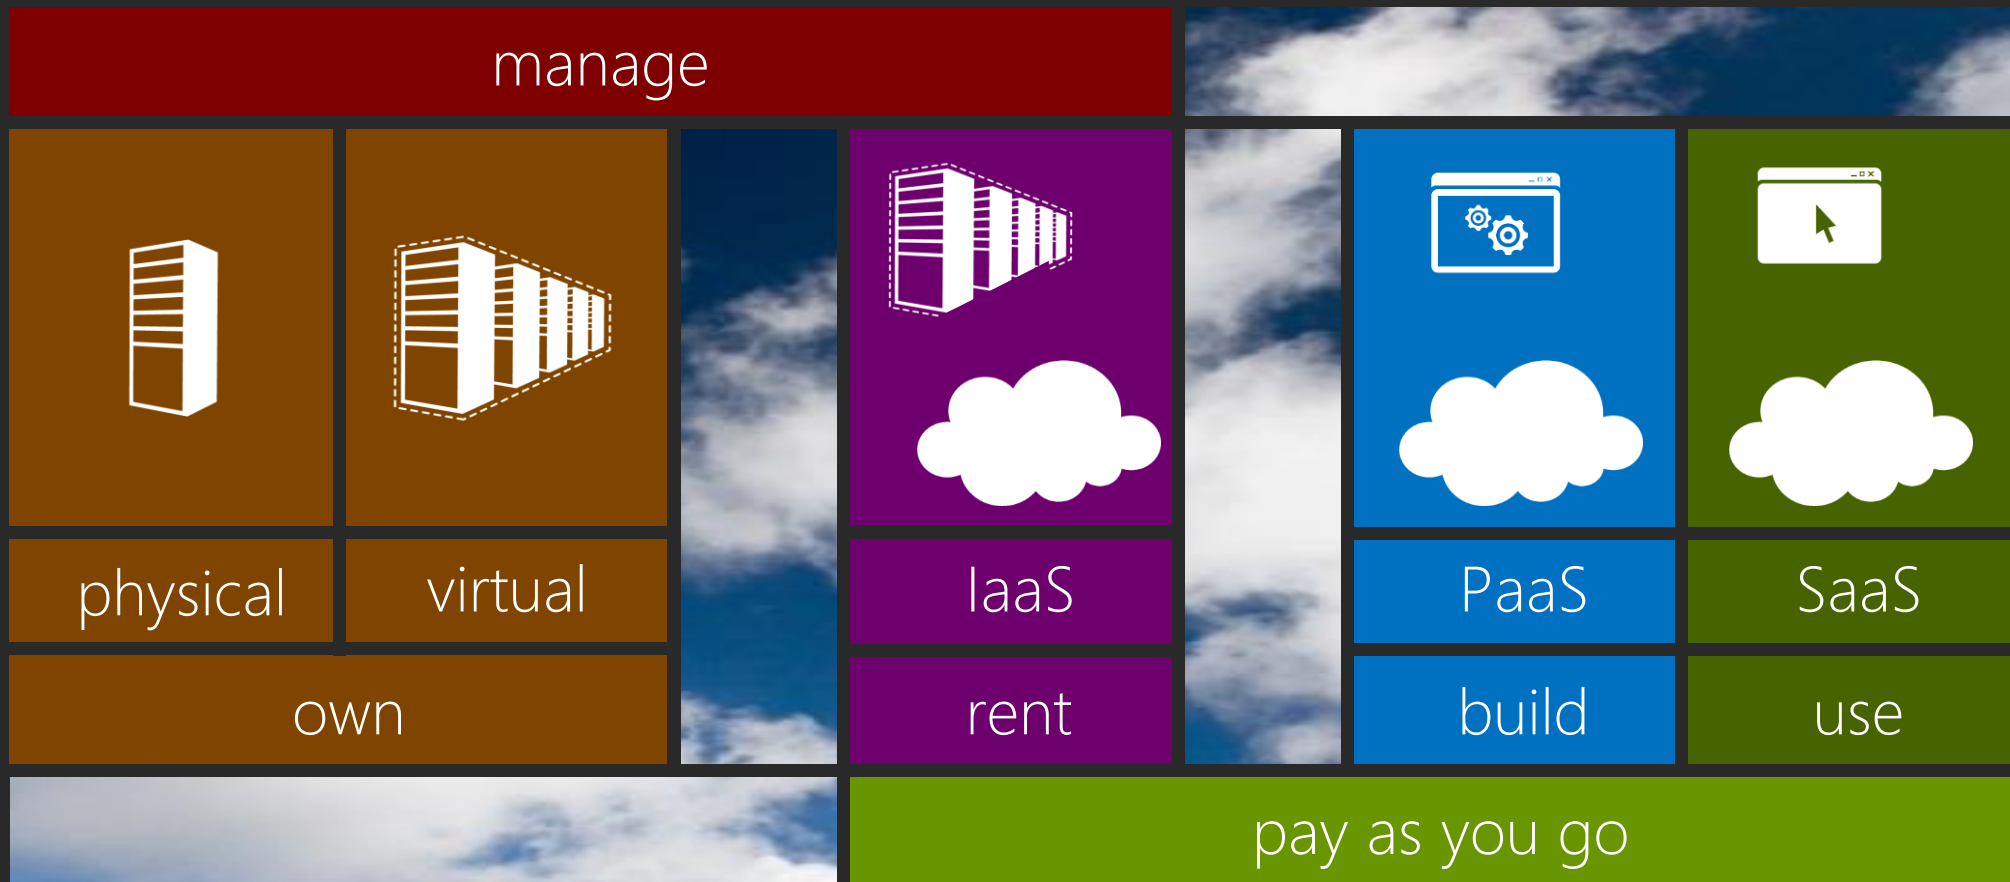 manage
physical
virtual
IaaS
PaaS
SaaS
own
rent
build
use
pay as you go